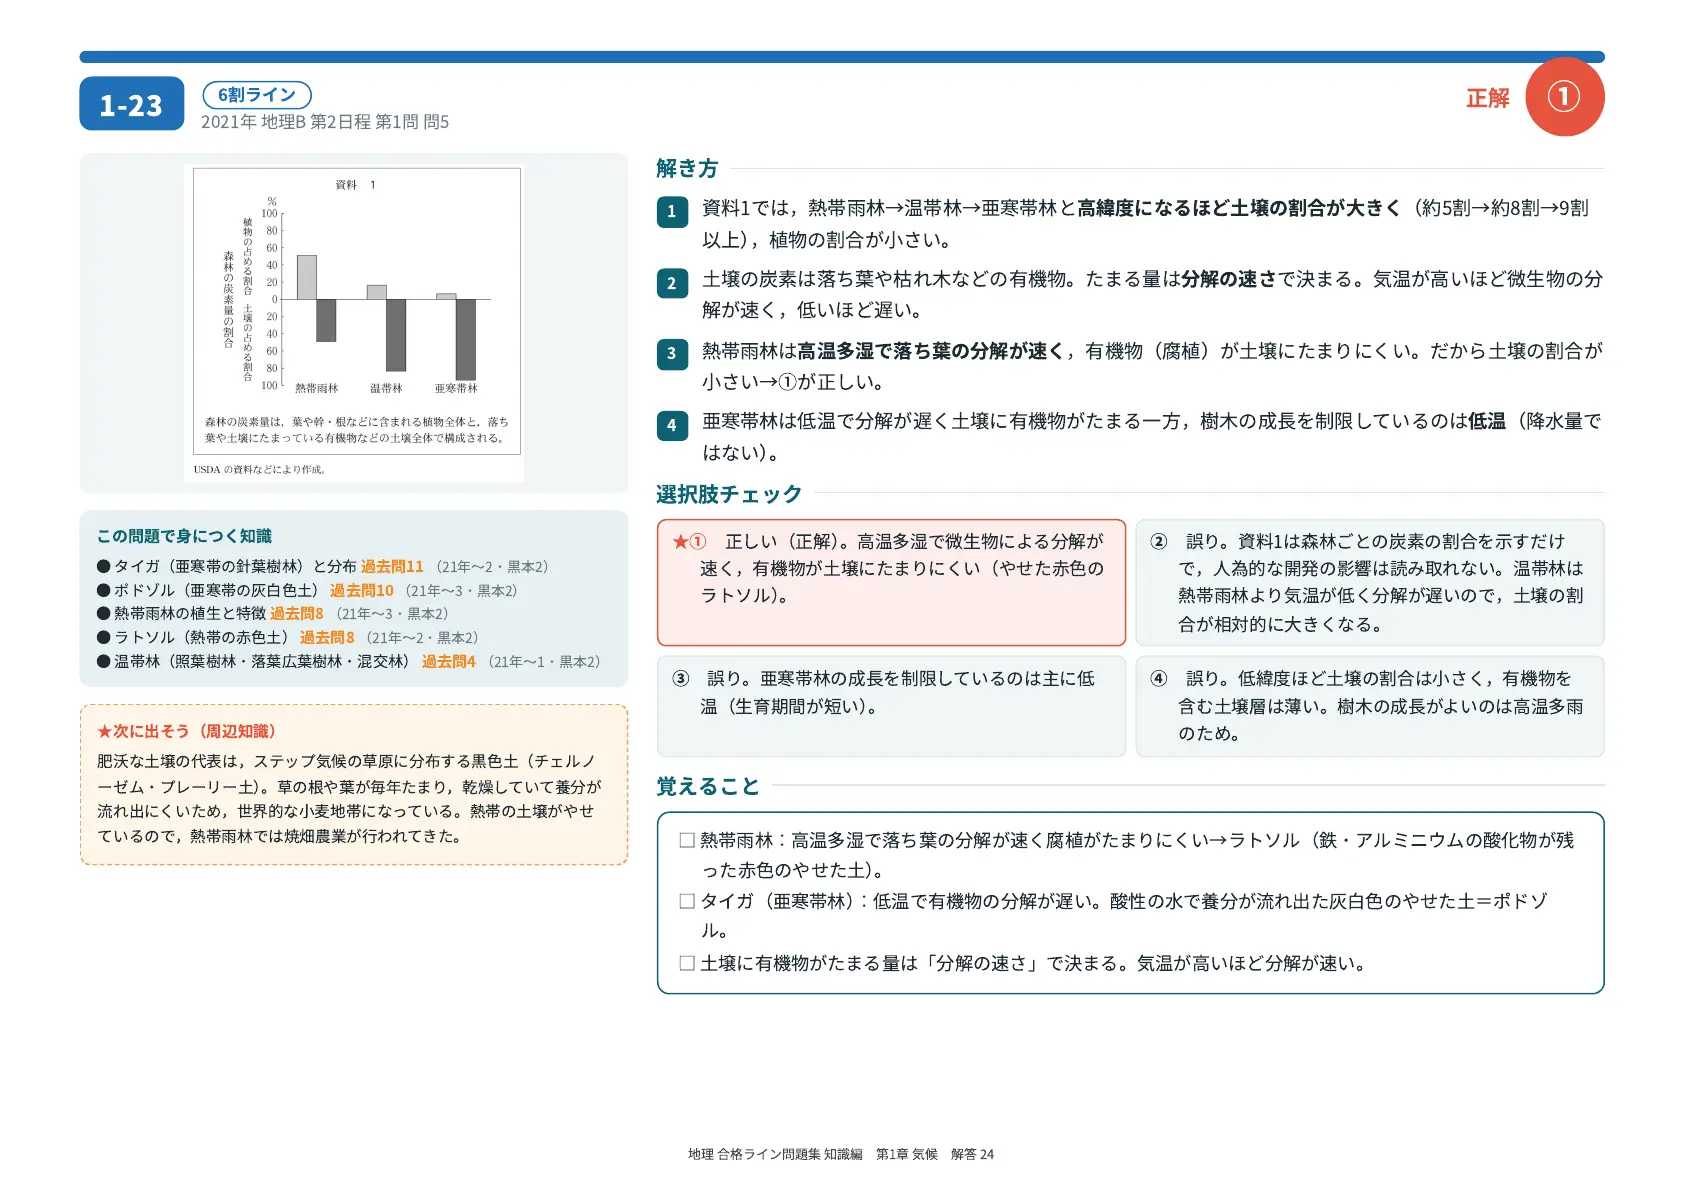 1-23
6割ライン
2021年 地理B 第2日程 第1問 問5
正解 ①
資料 1
%
100
80
60
40
20
0
20
40
60
80
100
植物の占める割合 土壌の占める割合
森林の炭素量の割合
熱帯雨林 温帯林 亜寒帯林
森林の炭素量は，葉や幹・根などに含まれる植物全体と，落ち
葉や土壌にたまっている有機物などの土壌全体で構成される。
USDA の資料などにより作成。
この問題で身につく知識
●タイガ（亜寒帯の針葉樹林）と分布 過去問11 （21年〜2・黒本2）
●ポドゾル（亜寒帯の灰白色土） 過去問10 （21年〜3・黒本2）
●熱帯雨林の植生と特徴 過去問8 （21年〜3・黒本2）
●ラトソル（熱帯の赤色土） 過去問8 （21年〜2・黒本2）
●温帯林（照葉樹林・落葉広葉樹林・混交林） 過去問4 （21年〜1・黒本2）
★次に出そう（周辺知識）
肥沃な土壌の代表は，ステップ気候の草原に分布する黒色土（チェルノ
ーゼム・プレーリー土）。草の根や葉が毎年たまり，乾燥していて養分が
流れ出にくいため，世界的な小麦地帯になっている。熱帯の土壌がやせ
ているので，熱帯雨林では焼畑農業が行われてきた。
解き方
1 資料1では，熱帯雨林→温帯林→亜寒帯林と高緯度になるほど土壌の割合が大きく（約5割→約8割→9割
以上），植物の割合が小さい。
2 土壌の炭素は落ち葉や枯れ木などの有機物。たまる量は分解の速さで決まる。気温が高いほど微生物の分
解が速く，低いほど遅い。
3 熱帯雨林は高温多湿で落ち葉の分解が速く，有機物（腐植）が土壌にたまりにくい。だから土壌の割合が
小さい→①が正しい。
4 亜寒帯林は低温で分解が遅く土壌に有機物がたまる一方，樹木の成長を制限しているのは低温（降水量で
はない）。
選択肢チェック
★① 正しい（正解）。高温多湿で微生物による分解が
速く，有機物が土壌にたまりにくい（やせた赤色の
ラトソル）。
② 誤り。資料1は森林ごとの炭素の割合を示すだけ
で，人為的な開発の影響は読み取れない。温帯林は
熱帯雨林より気温が低く分解が遅いので，土壌の割
合が相対的に大きくなる。
③ 誤り。亜寒帯林の成長を制限しているのは主に低
温（生育期間が短い）。
④ 誤り。低緯度ほど土壌の割合は小さく，有機物を
含む土壌層は薄い。樹木の成長がよいのは高温多雨
のため。
覚えること
□ 熱帯雨林：高温多湿で落ち葉の分解が速く腐植がたまりにくい→ラトソル（鉄・アルミニウムの酸化物が残
った赤色のやせた土）。
□ タイガ（亜寒帯林）：低温で有機物の分解が遅い。酸性の水で養分が流れ出た灰白色のやせた土＝ポドゾ
ル。
□ 土壌に有機物がたまる量は「分解の速さ」で決まる。気温が高いほど分解が速い。
地理 合格ライン問題集 知識編 第1章 気候 解答 24